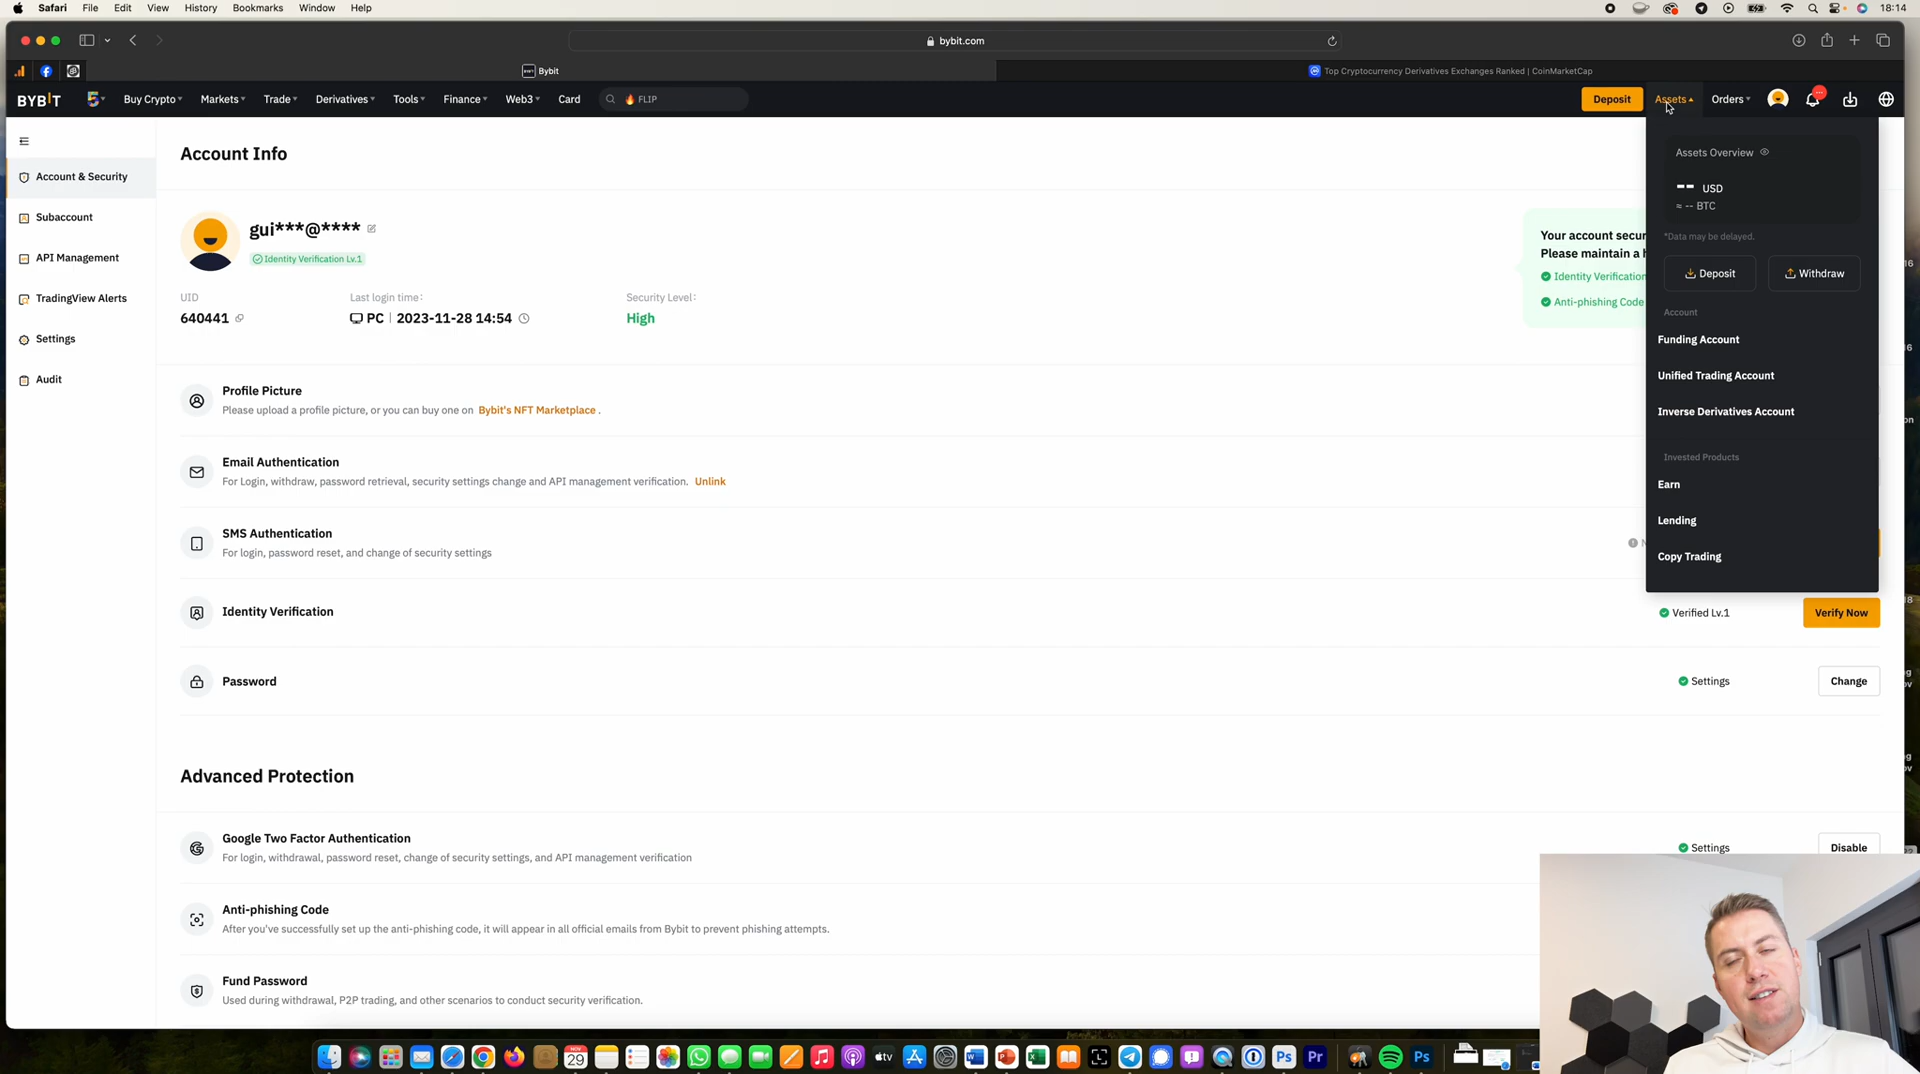 Safari File Edit View History Bookmarks Window Help 18:14
bybit.com
Bybit
Top Cryptocurrency Derivatives Exchanges Ranked | CoinMarketCap
BYBIT Buy Crypto Markets Trade Derivatives Tools Finance Web3 Card FLIP Deposit Assets Orders
Account & Security
Subaccount
API Management
TradingView Alerts
Settings
Audit
Account Info
gui***@****
Identity Verification Lv.1
UID
640441
Last login time:
PC | 2023-11-28 14:54
Security Level:
High
Your account secur
Please maintain a h
Identity Verification
Anti-phishing Code
Assets Overview
-- USD
≈ -- BTC
*Data may be delayed.
Deposit Withdraw
Account
Funding Account
Unified Trading Account
Inverse Derivatives Account
Invested Products
Earn
Lending
Copy Trading
Profile Picture
Please upload a profile picture, or you can buy one on Bybit's NFT Marketplace .
Email Authentication
For Login, withdraw, password retrieval, security settings change and API management verification. Unlink
SMS Authentication
For login, password reset, and change of security settings
Identity Verification
Verified Lv.1 Verify Now
Password
Settings Change
Advanced Protection
Google Two Factor Authentication
For login, withdrawal, password reset, change of security settings, and API management verification
Settings Disable
Anti-phishing Code
After you've successfully set up the anti-phishing code, it will appear in all official emails from Bybit to prevent phishing attempts.
Fund Password
Used during withdrawal, P2P trading, and other scenarios to conduct security verification.
NOV
29
tv
W
P
X
Ps
Pr
Ps